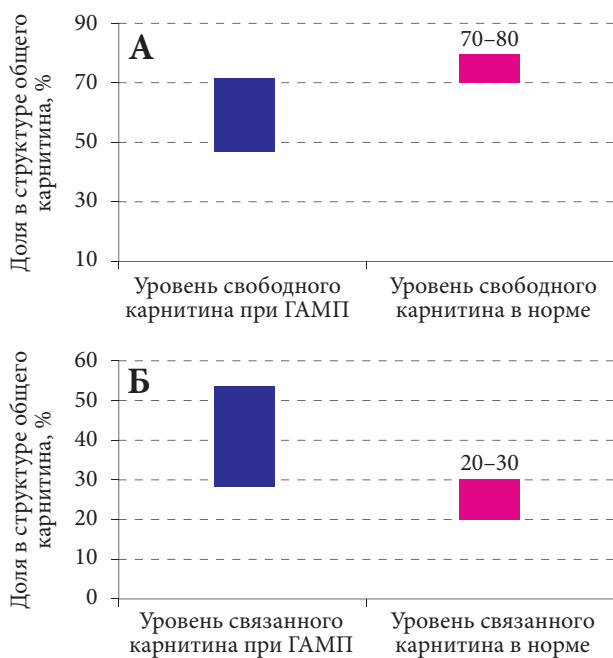 Доля в структуре общего
карнитина, %
90
70
50
30
10
А
70–80
Уровень свободного
карнитина при ГАМП
Уровень свободного
карнитина в норме
Доля в структуре общего
карнитина, %
60
50
40
30
20
10
0
Б
20–30
Уровень связанного
карнитина при ГАМП
Уровень связанного
карнитина в норме